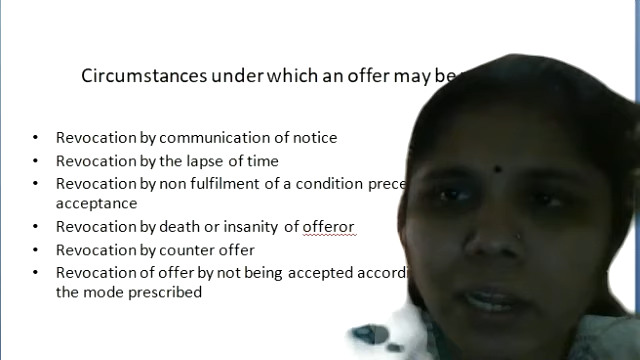 Circumstances under which an offer may be
• Revocation by communication of notice
• Revocation by the lapse of time
• Revocation by non fulfilment of a condition
acceptance
• Revocation by death or insanity of offeror
• Revocation by counter offer
• Revocation of offer by not being accepted
the mode prescribed